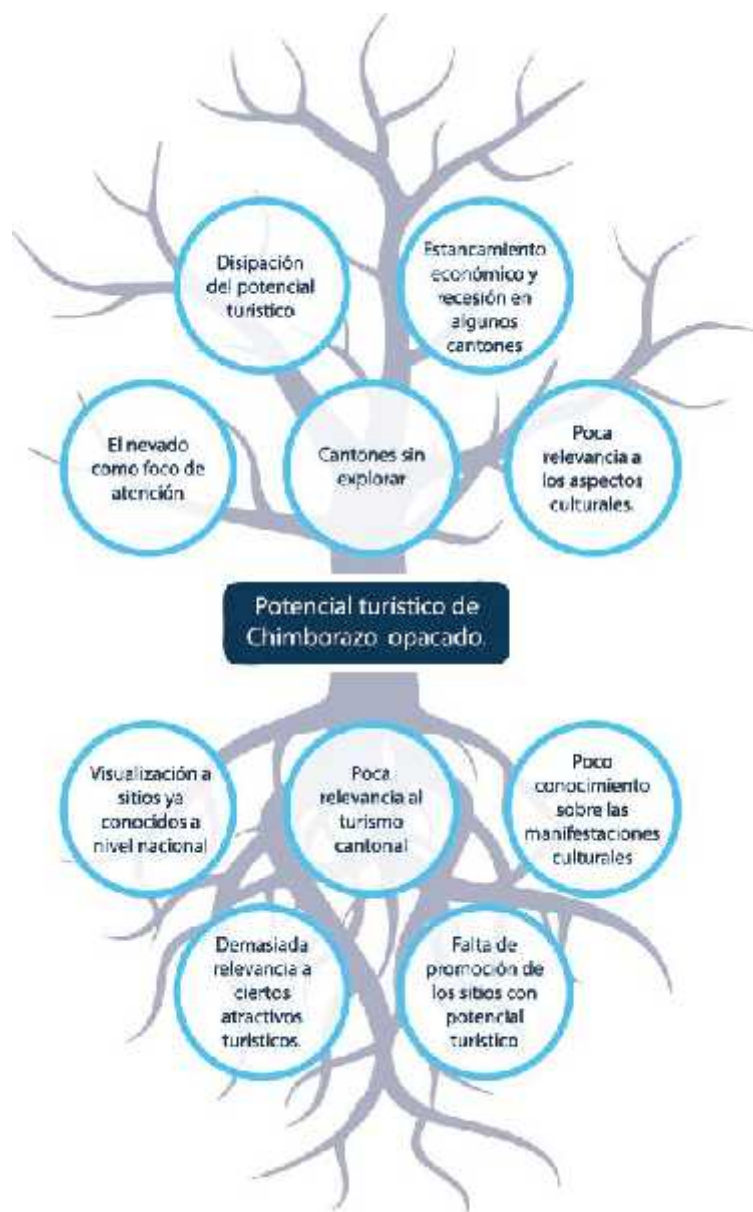 Disipación
del potencial
turístico
Estancamiento
económico y
recesión en
algunos
cantones
El nevado
como foco de
atención
Cantones sin
explorar
Poca
relevancia a
los aspectos
culturales.
Potencial turístico de
Chimborazo opacado.
Visualización a
sitios ya
conocidos a
nivel nacional
Poca
relevancia al
turismo
cantonal
Poco
conocimiento
sobre las
manifestaciones
culturales
Demasiada
relevancia a
ciertos
atractivos
turísticos.
Falta de
promoción de
los sitios con
potencial
turístico